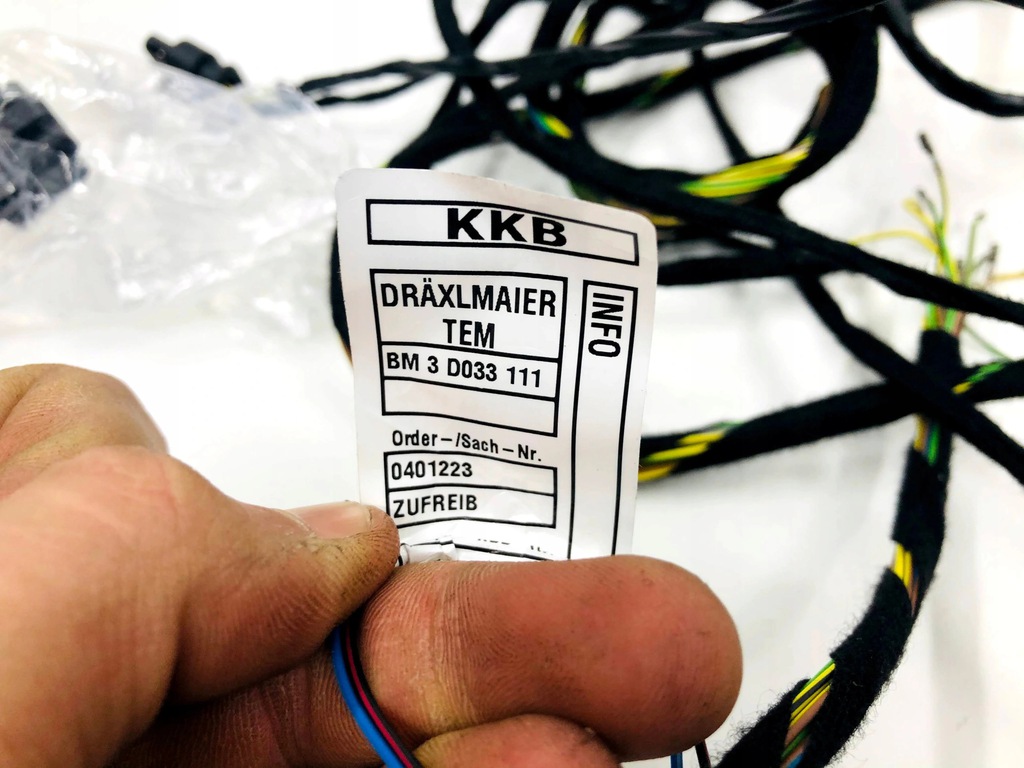 KKB
DRÄXLMAIER
TEM
BM 3 D033 111
INFO
Order-/Sach-Nr.
0401223
ZUFREIB